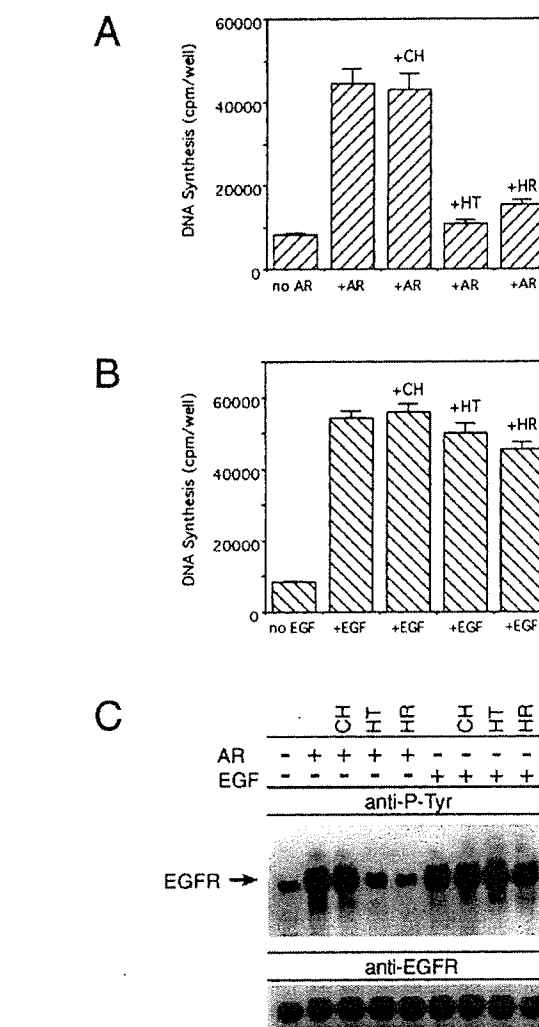 A
DNA Synthesis (cpm/well)
60000
40000
20000
0
+CH
+HT
+HR
no AR +AR +AR +AR +AR
B
DNA Synthesis (cpm/well)
60000
40000
20000
0
+CH
+HT
+HR
no EGF +EGF +EGF +EGF +EGF
C
CH HT HR CH HT HR
AR - + + + + - - - -
EGF - - - - - + + + +
anti-P-Tyr
EGFR →
anti-EGFR